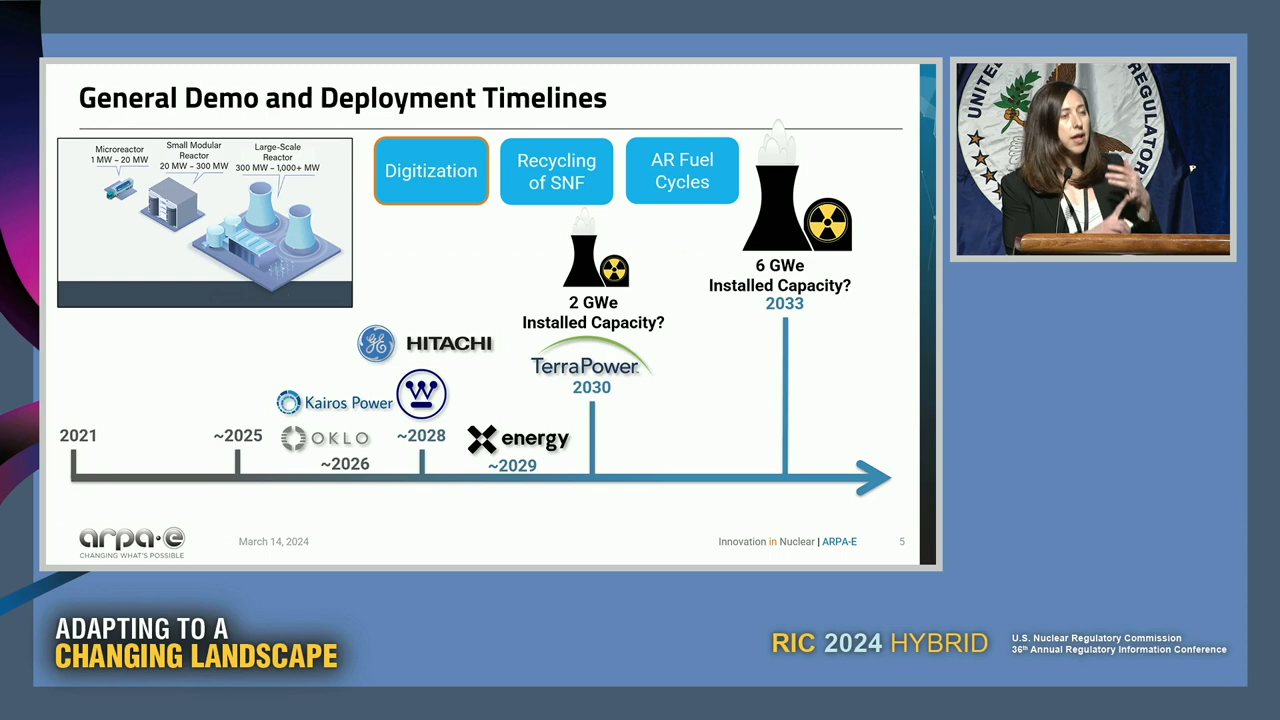 General Demo and Deployment Timelines
Microreactor
1 MW – 20 MW
Small Modular
Reactor
20 MW – 300 MW
Large-Scale
Reactor
300 MW – 1,000+ MW
Digitization
Recycling
of SNF
AR Fuel
Cycles
6 GWe
Installed Capacity?
2033
2 GWe
Installed Capacity?
TerraPower
2030
GE
HITACHI
Kairos Power
W
OKLO
energy
2021
~2025
~2026
~2028
~2029
arpa·e
CHANGING WHAT'S POSSIBLE
March 14, 2024
Innovation in Nuclear | ARPA-E
5
UNITED
REGULATORY
ADAPTING TO A
CHANGING LANDSCAPE
RIC 2024 HYBRID
U.S. Nuclear Regulatory Commission
36th Annual Regulatory Information Conference